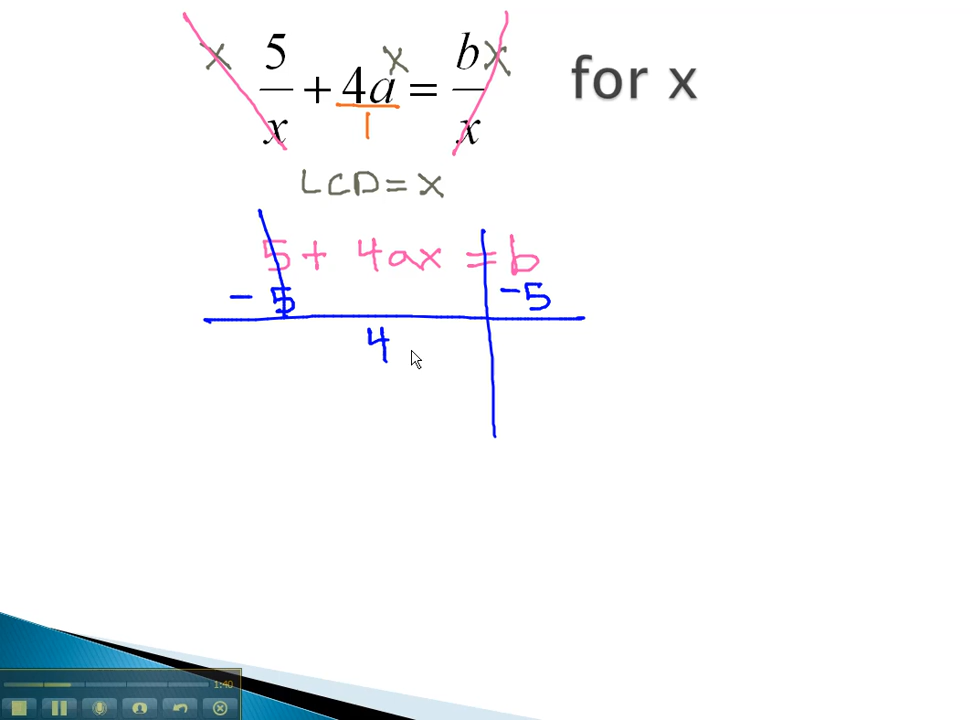 x 5/x + 4a/1 x = b/x x for x
LCD = x
5 + 4ax = b
- 5 -5
4
1:40